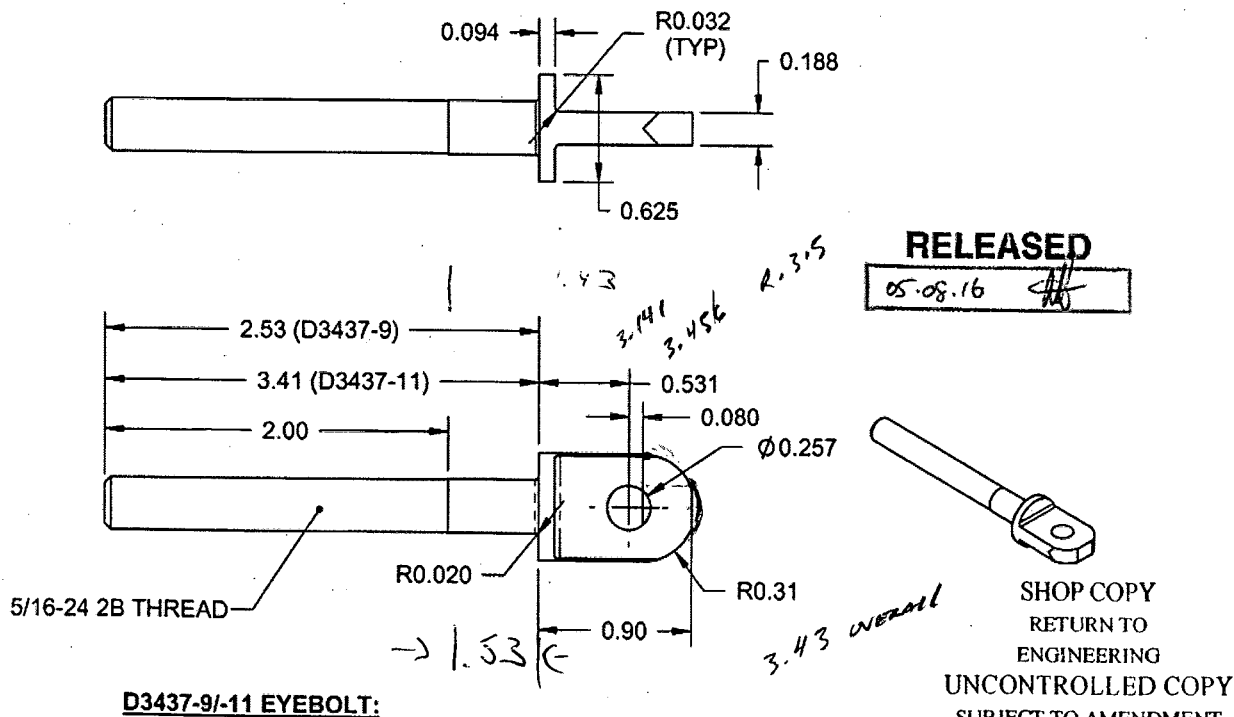 0.094
R0.032
(TYP)
0.188
0.625
RELEASED
05.08.16
.43
3.141
3.456
R.3.5
2.53 (D3437-9)
3.41 (D3437-11)
0.531
2.00
0.080
Ø0.257
R0.020
R0.31
5/16-24 2B THREAD
0.90
→ 1.53 ←
3.43 OVERALL
SHOP COPY
RETURN TO
ENGINEERING
UNCONTROLLED COPY
SUBJECT TO AMENDMENT
D3437-9/-11 EYEBOLT: